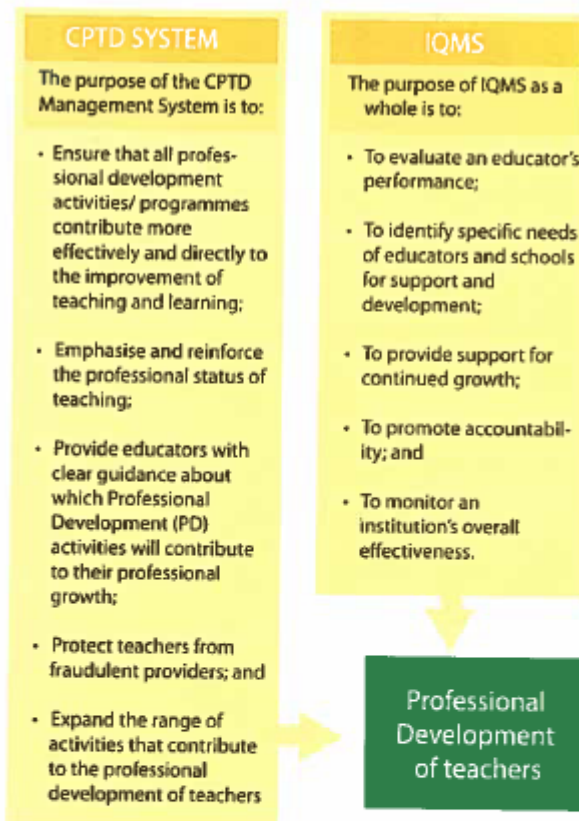 CPTD SYSTEM
The purpose of the CPTD
Management System is to:
• Ensure that all profes-
sional development
activities/ programmes
contribute more
effectively and directly to
the improvement of
teaching and learning;
• Emphasise and reinforce
the professional status of
teaching;
• Provide educators with
clear guidance about
which Professional
Development (PD)
activities will contribute
to their professional
growth;
• Protect teachers from
fraudulent providers; and
• Expand the range of
activities that contribute
to the professional
development of teachers
IQMS
The purpose of IQMS as a
whole is to:
• To evaluate an educator's
performance;
• To identify specific needs
of educators and schools
for support and
development;
• To provide support for
continued growth;
• To promote accountabil-
ity; and
• To monitor an
institution's overall
effectiveness.
Professional
Development
of teachers